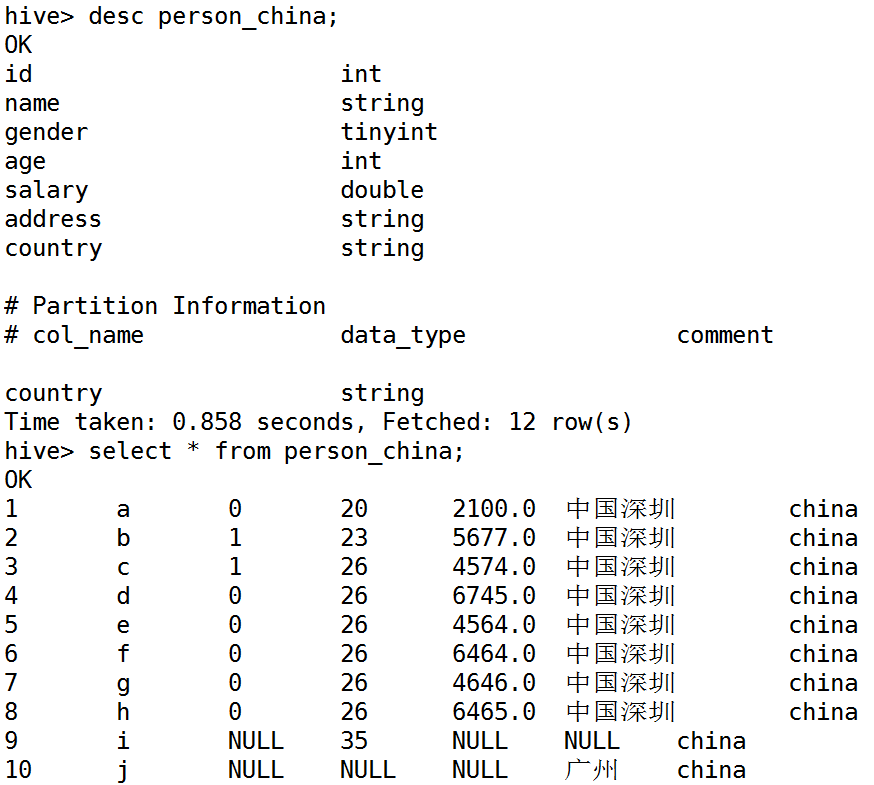 hive> desc person_china;
OK
id int
name string
gender tinyint
age int
salary double
address string
country string
# Partition Information
# col_name data_type comment
country string
Time taken: 0.858 seconds, Fetched: 12 row(s)
hive> select * from person_china;
OK
1 a 0 20 2100.0 中国深圳 china
2 b 1 23 5677.0 中国深圳 china
3 c 1 26 4574.0 中国深圳 china
4 d 0 26 6745.0 中国深圳 china
5 e 0 26 4564.0 中国深圳 china
6 f 0 26 6464.0 中国深圳 china
7 g 0 26 4646.0 中国深圳 china
8 h 0 26 6465.0 中国深圳 china
9 i NULL 35 NULL NULL china
10 j NULL NULL NULL 广州 china